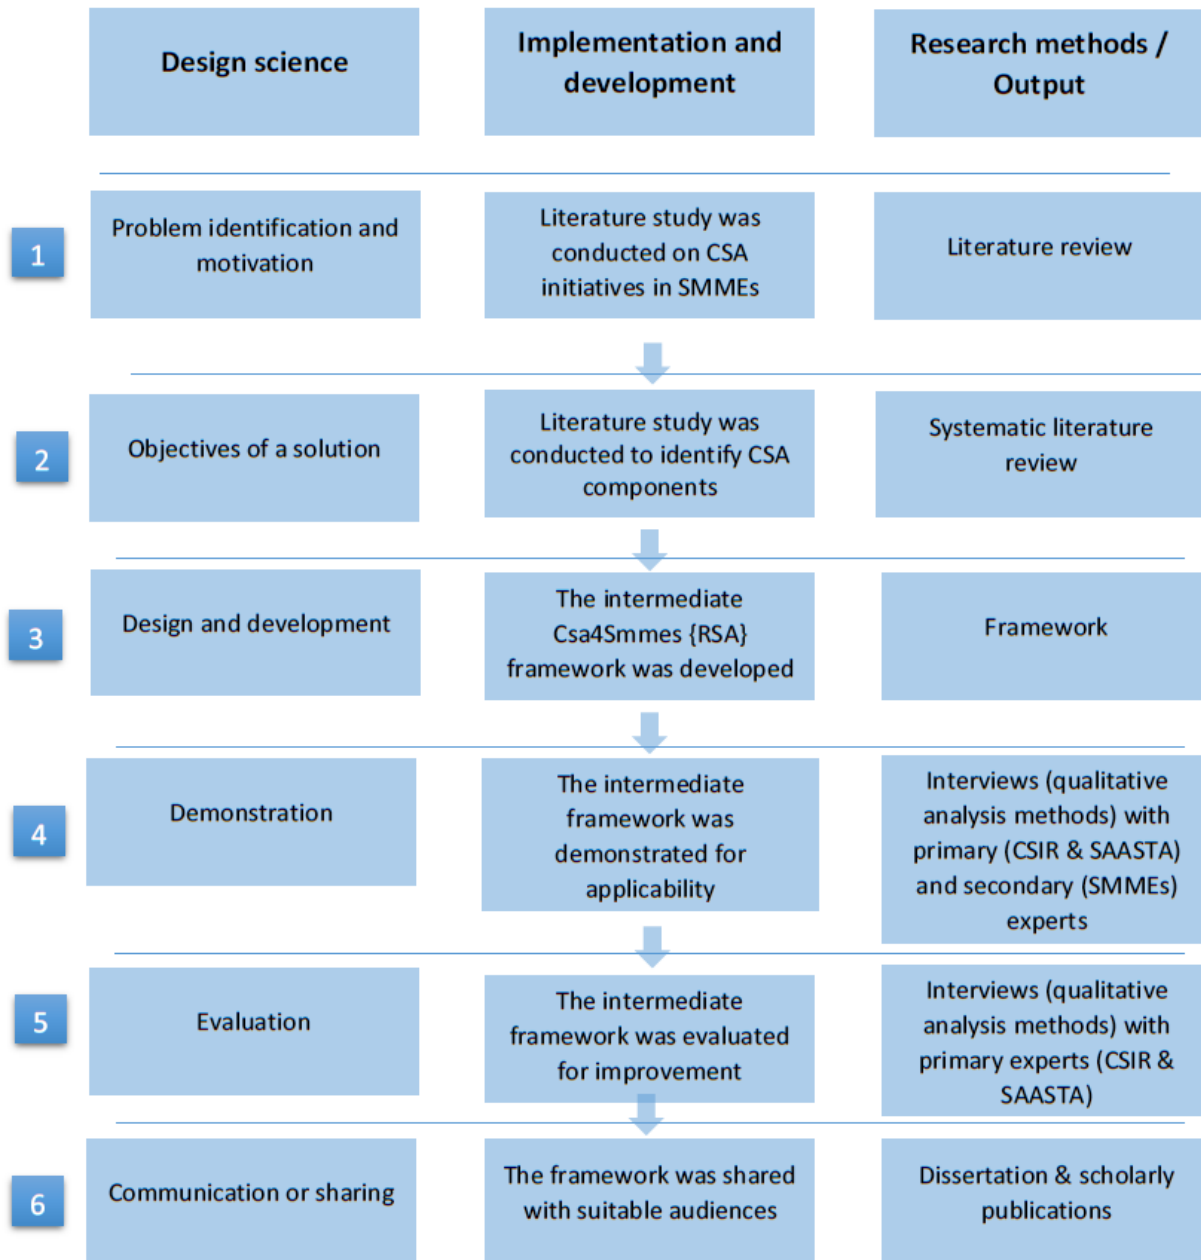 Design science
Implementation and
development
Research methods /
Output
1
Problem identification and
motivation
Literature study was
conducted on CSA
initiatives in SMMEs
Literature review
2
Objectives of a solution
Literature study was
conducted to identify CSA
components
Systematic literature
review
3
Design and development
The intermediate
Csa4Smmes {RSA}
framework was developed
Framework
4
Demonstration
The intermediate
framework was
demonstrated for
applicability
Interviews (qualitative
analysis methods) with
primary (CSIR & SAASTA)
and secondary (SMMEs)
experts
5
Evaluation
The intermediate
framework was evaluated
for improvement
Interviews (qualitative
analysis methods) with
primary experts (CSIR &
SAASTA)
6
Communication or sharing
The framework was shared
with suitable audiences
Dissertation & scholarly
publications